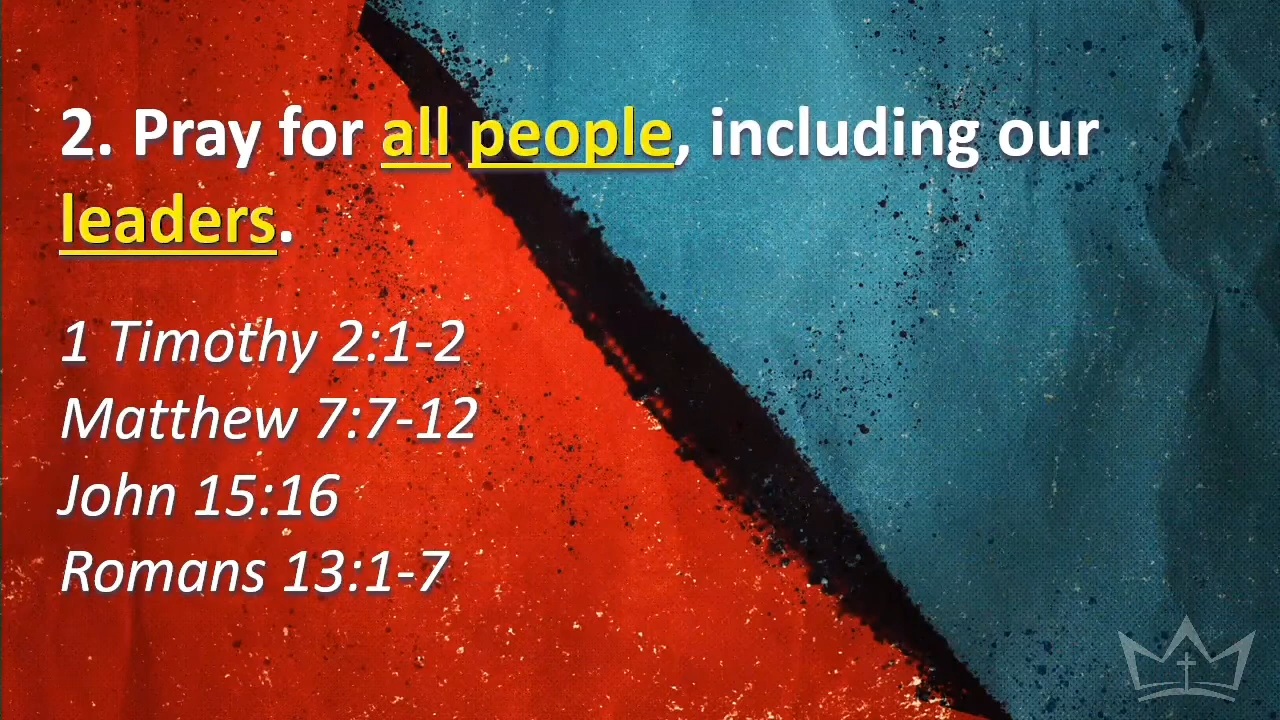 2. Pray for all people, including our
leaders.
1 Timothy 2:1-2
Matthew 7:7-12
John 15:16
Romans 13:1-7